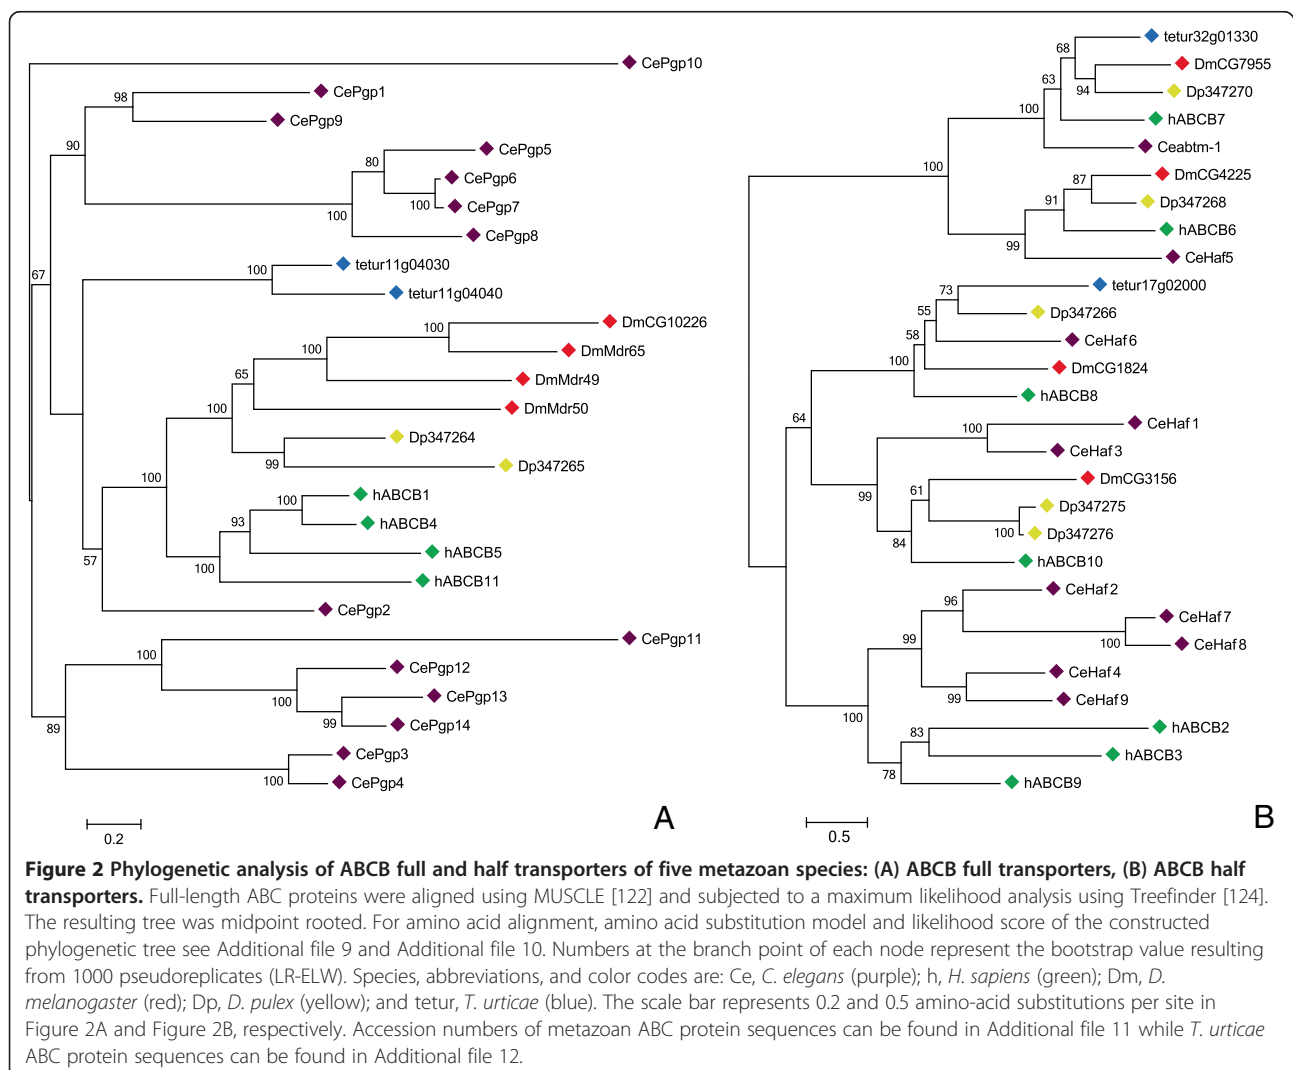 CePgp10
98
CePgp1
CePgp9
90
80
CePgp5
CePgp6
100
CePgp7
100
CePgp8
67
100
tetur11g04030
tetur11g04040
100
DmCG10226
100
DmMdr65
DmMdr49
65
100
DmMdr50
Dp347264
99
Dp347265
100
100
hABCB1
93
hABCB4
hABCB5
100
hABCB11
57
CePgp2
100
CePgp11
CePgp12
100
CePgp13
99
CePgp14
89
CePgp3
100
CePgp4
0.2
A
68
tetur32g01330
DmCG7955
63
94
Dp347270
100
hABCB7
Ceabtm-1
100
87
DmCG4225
91
Dp347268
hABCB6
99
CeHaf5
73
tetur17g02000
55
Dp347266
58
CeHaf6
100
DmCG1824
hABCB8
64
100
CeHaf1
CeHaf3
99
61
DmCG3156
Dp347275
100
Dp347276
84
hABCB10
96
CeHaf2
CeHaf7
100
CeHaf8
99
CeHaf4
99
CeHaf9
100
83
hABCB2
hABCB3
78
hABCB9
0.5
B
Figure 2 Phylogenetic analysis of ABCB full and half transporters of five metazoan species: (A) ABCB full transporters, (B) ABCB half
transporters. Full-length ABC proteins were aligned using MUSCLE [122] and subjected to a maximum likelihood analysis using Treefinder [124].
The resulting tree was midpoint rooted. For amino acid alignment, amino acid substitution model and likelihood score of the constructed
phylogenetic tree see Additional file 9 and Additional file 10. Numbers at the branch point of each node represent the bootstrap value resulting
from 1000 pseudoreplicates (LR-ELW). Species, abbreviations, and color codes are: Ce, C. elegans (purple); h, H. sapiens (green); Dm, D.
melanogaster (red); Dp, D. pulex (yellow); and tetur, T. urticae (blue). The scale bar represents 0.2 and 0.5 amino-acid substitutions per site in
Figure 2A and Figure 2B, respectively. Accession numbers of metazoan ABC protein sequences can be found in Additional file 11 while T. urticae
ABC protein sequences can be found in Additional file 12.